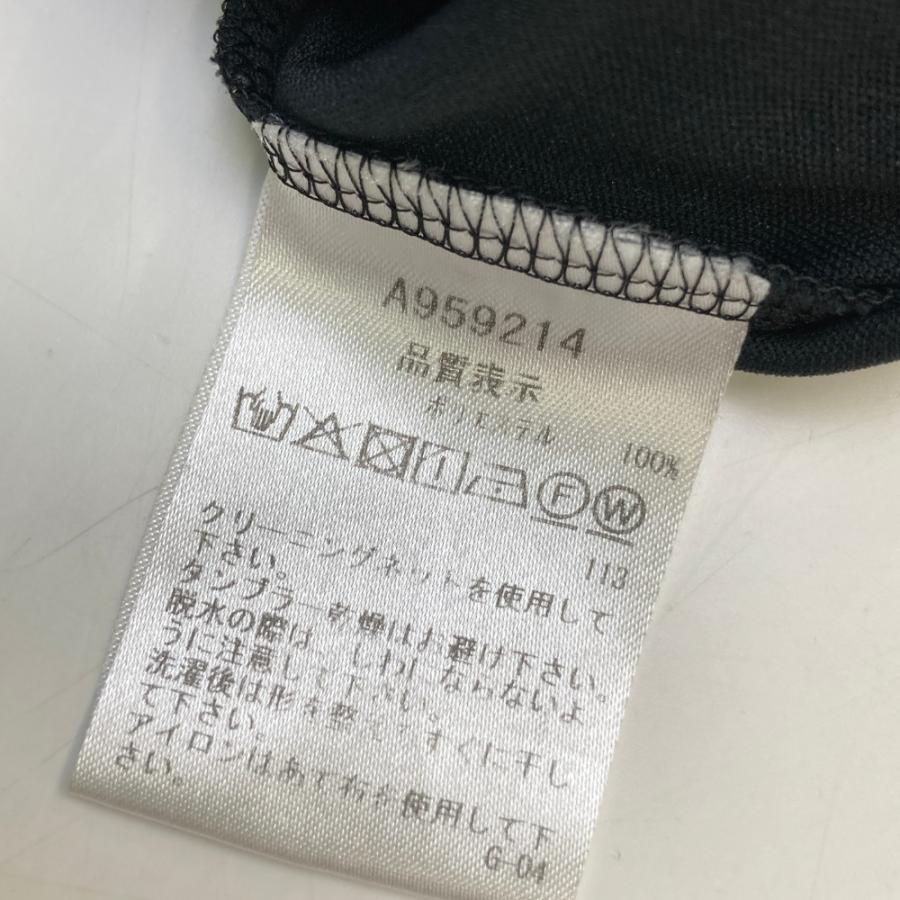 A959214
品質表示
ポリエステル 100%
F W
113
クリーニングネットを使用して
下さい。
タンブラー乾燥はお避け下さい。
脱水の際は、しわにならないよ
うに注意して下さい。
洗濯後は形を整えすぐに干し
て下さい。
アイロンはあて布を使用して下
さい。
G-04